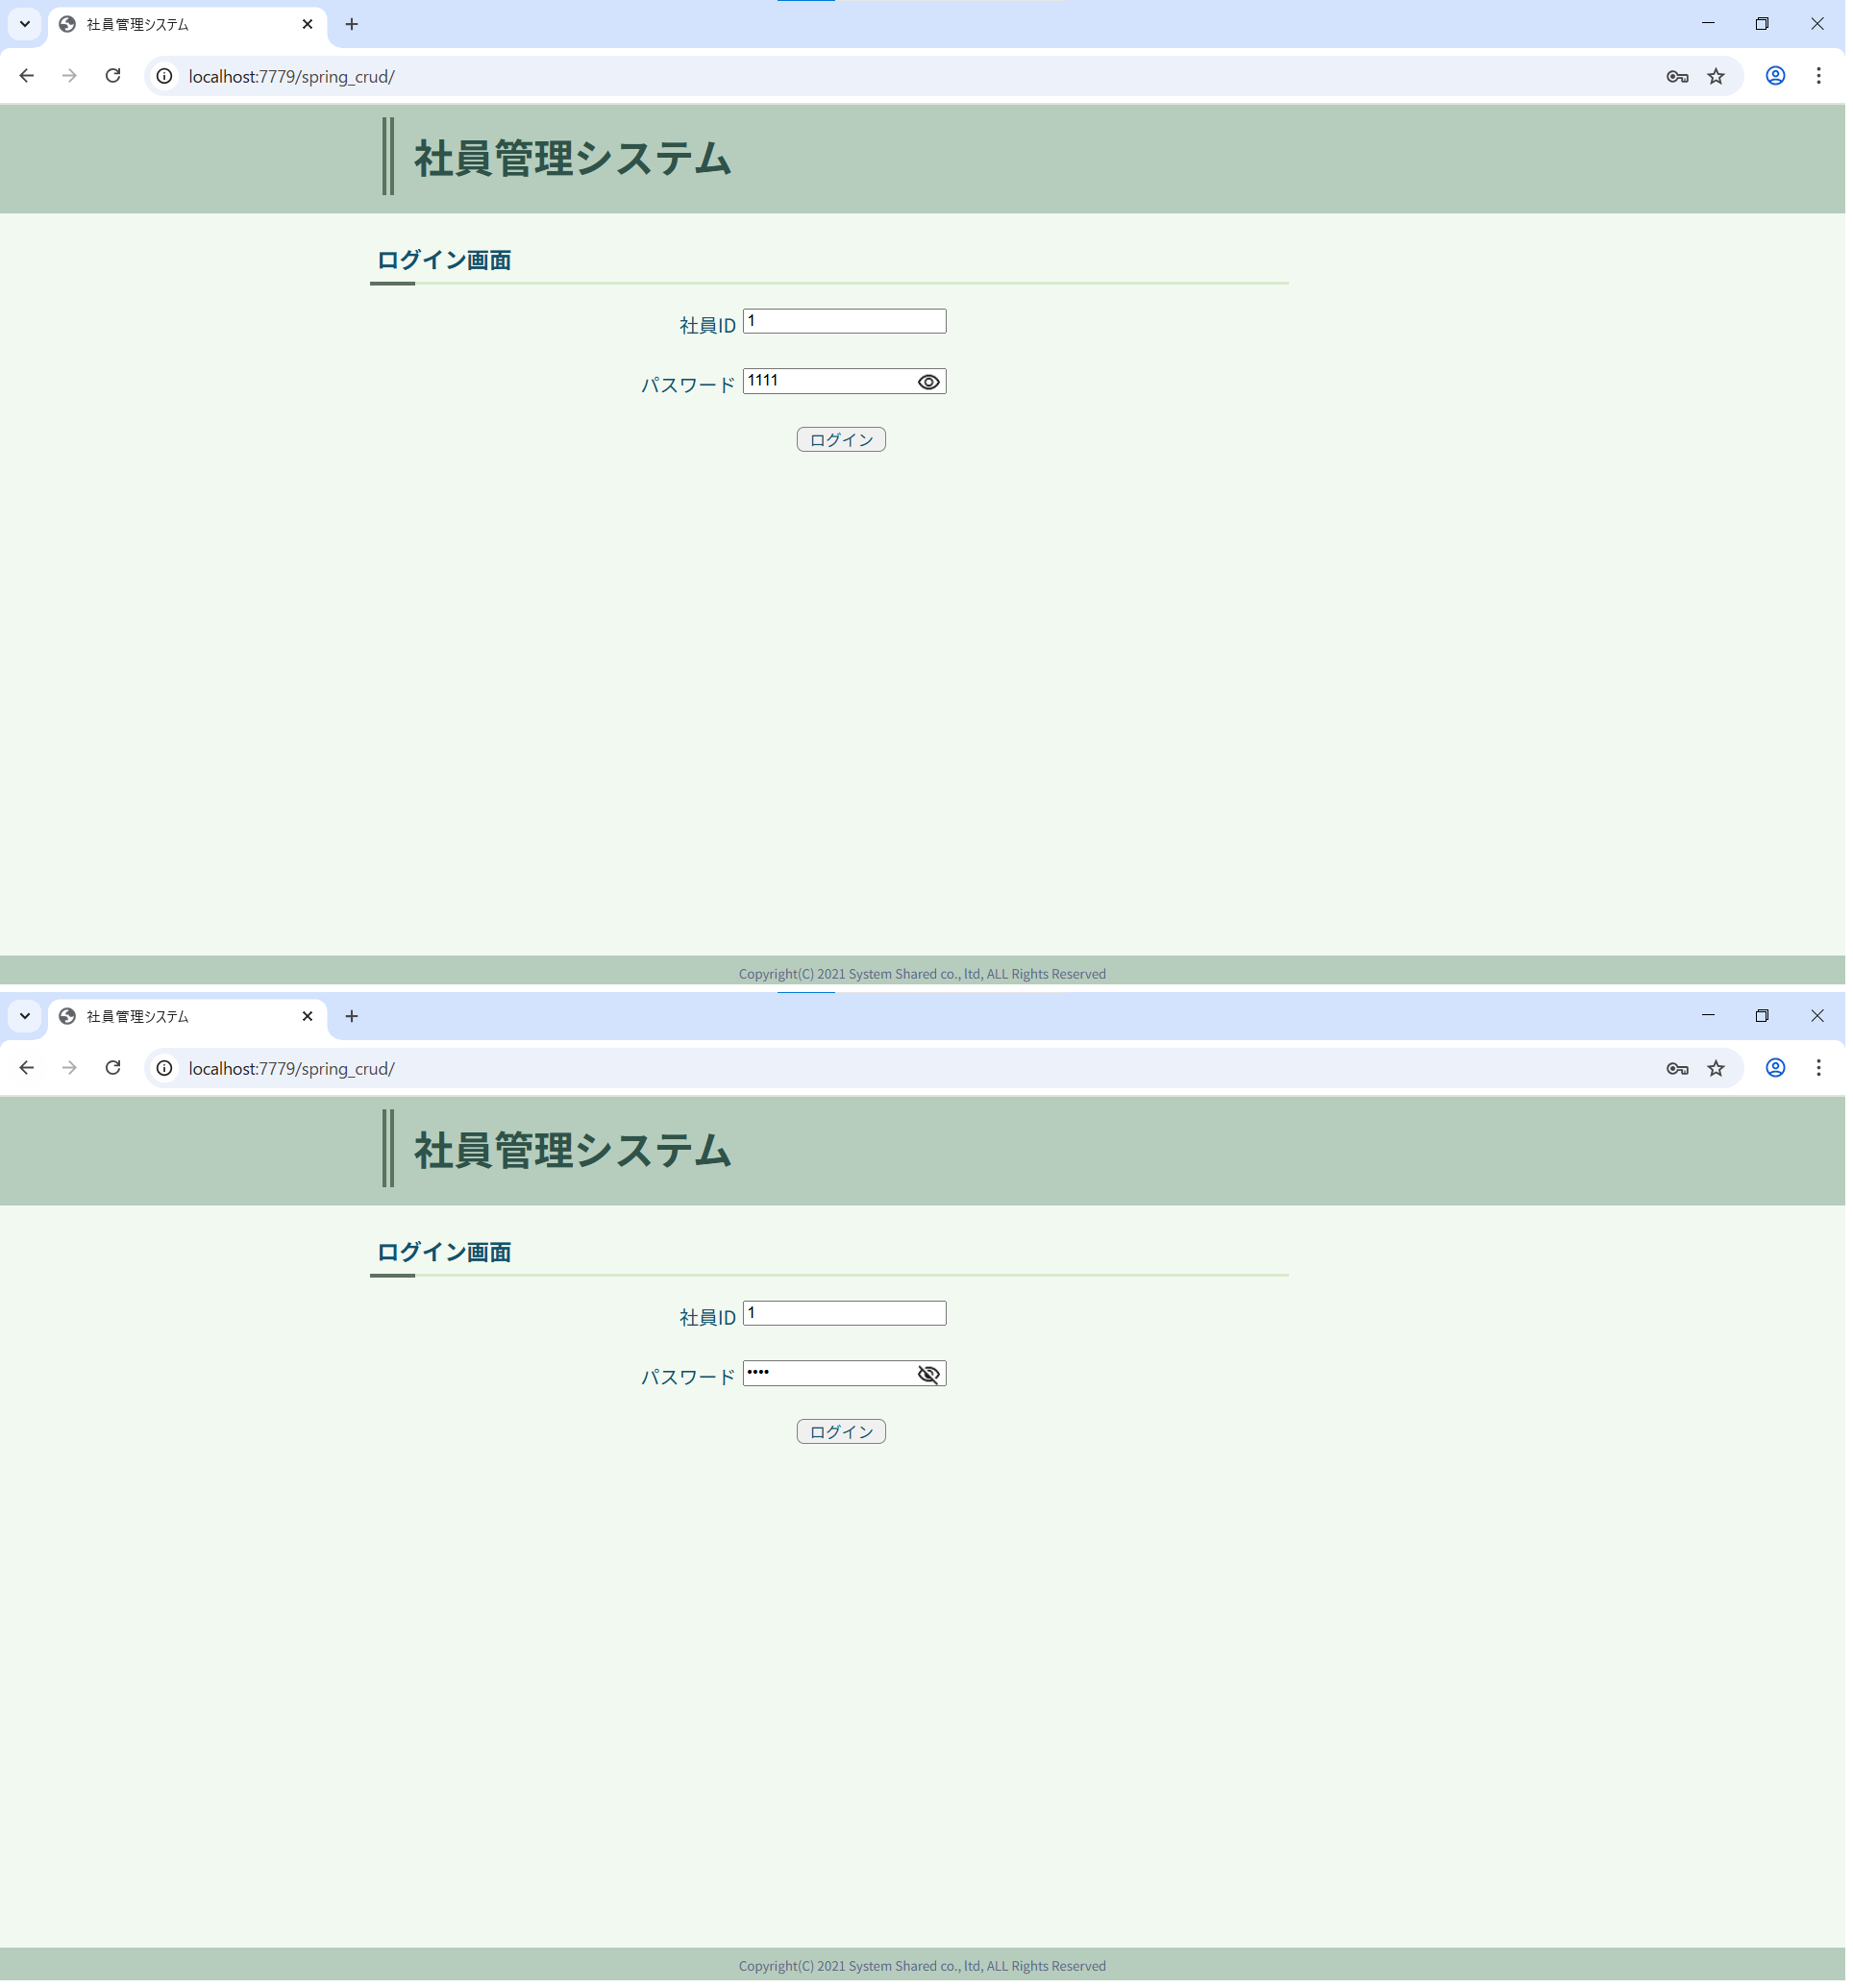 社員管理システム
localhost:7779/spring_crud/
社員管理システム
ログイン画面
社員ID 1
パスワード 1111
ログイン
Copyright(C) 2021 System Shared co., ltd, ALL Rights Reserved
社員管理システム
localhost:7779/spring_crud/
社員管理システム
ログイン画面
社員ID 1
パスワード ••••
ログイン
Copyright(C) 2021 System Shared co., ltd, ALL Rights Reserved